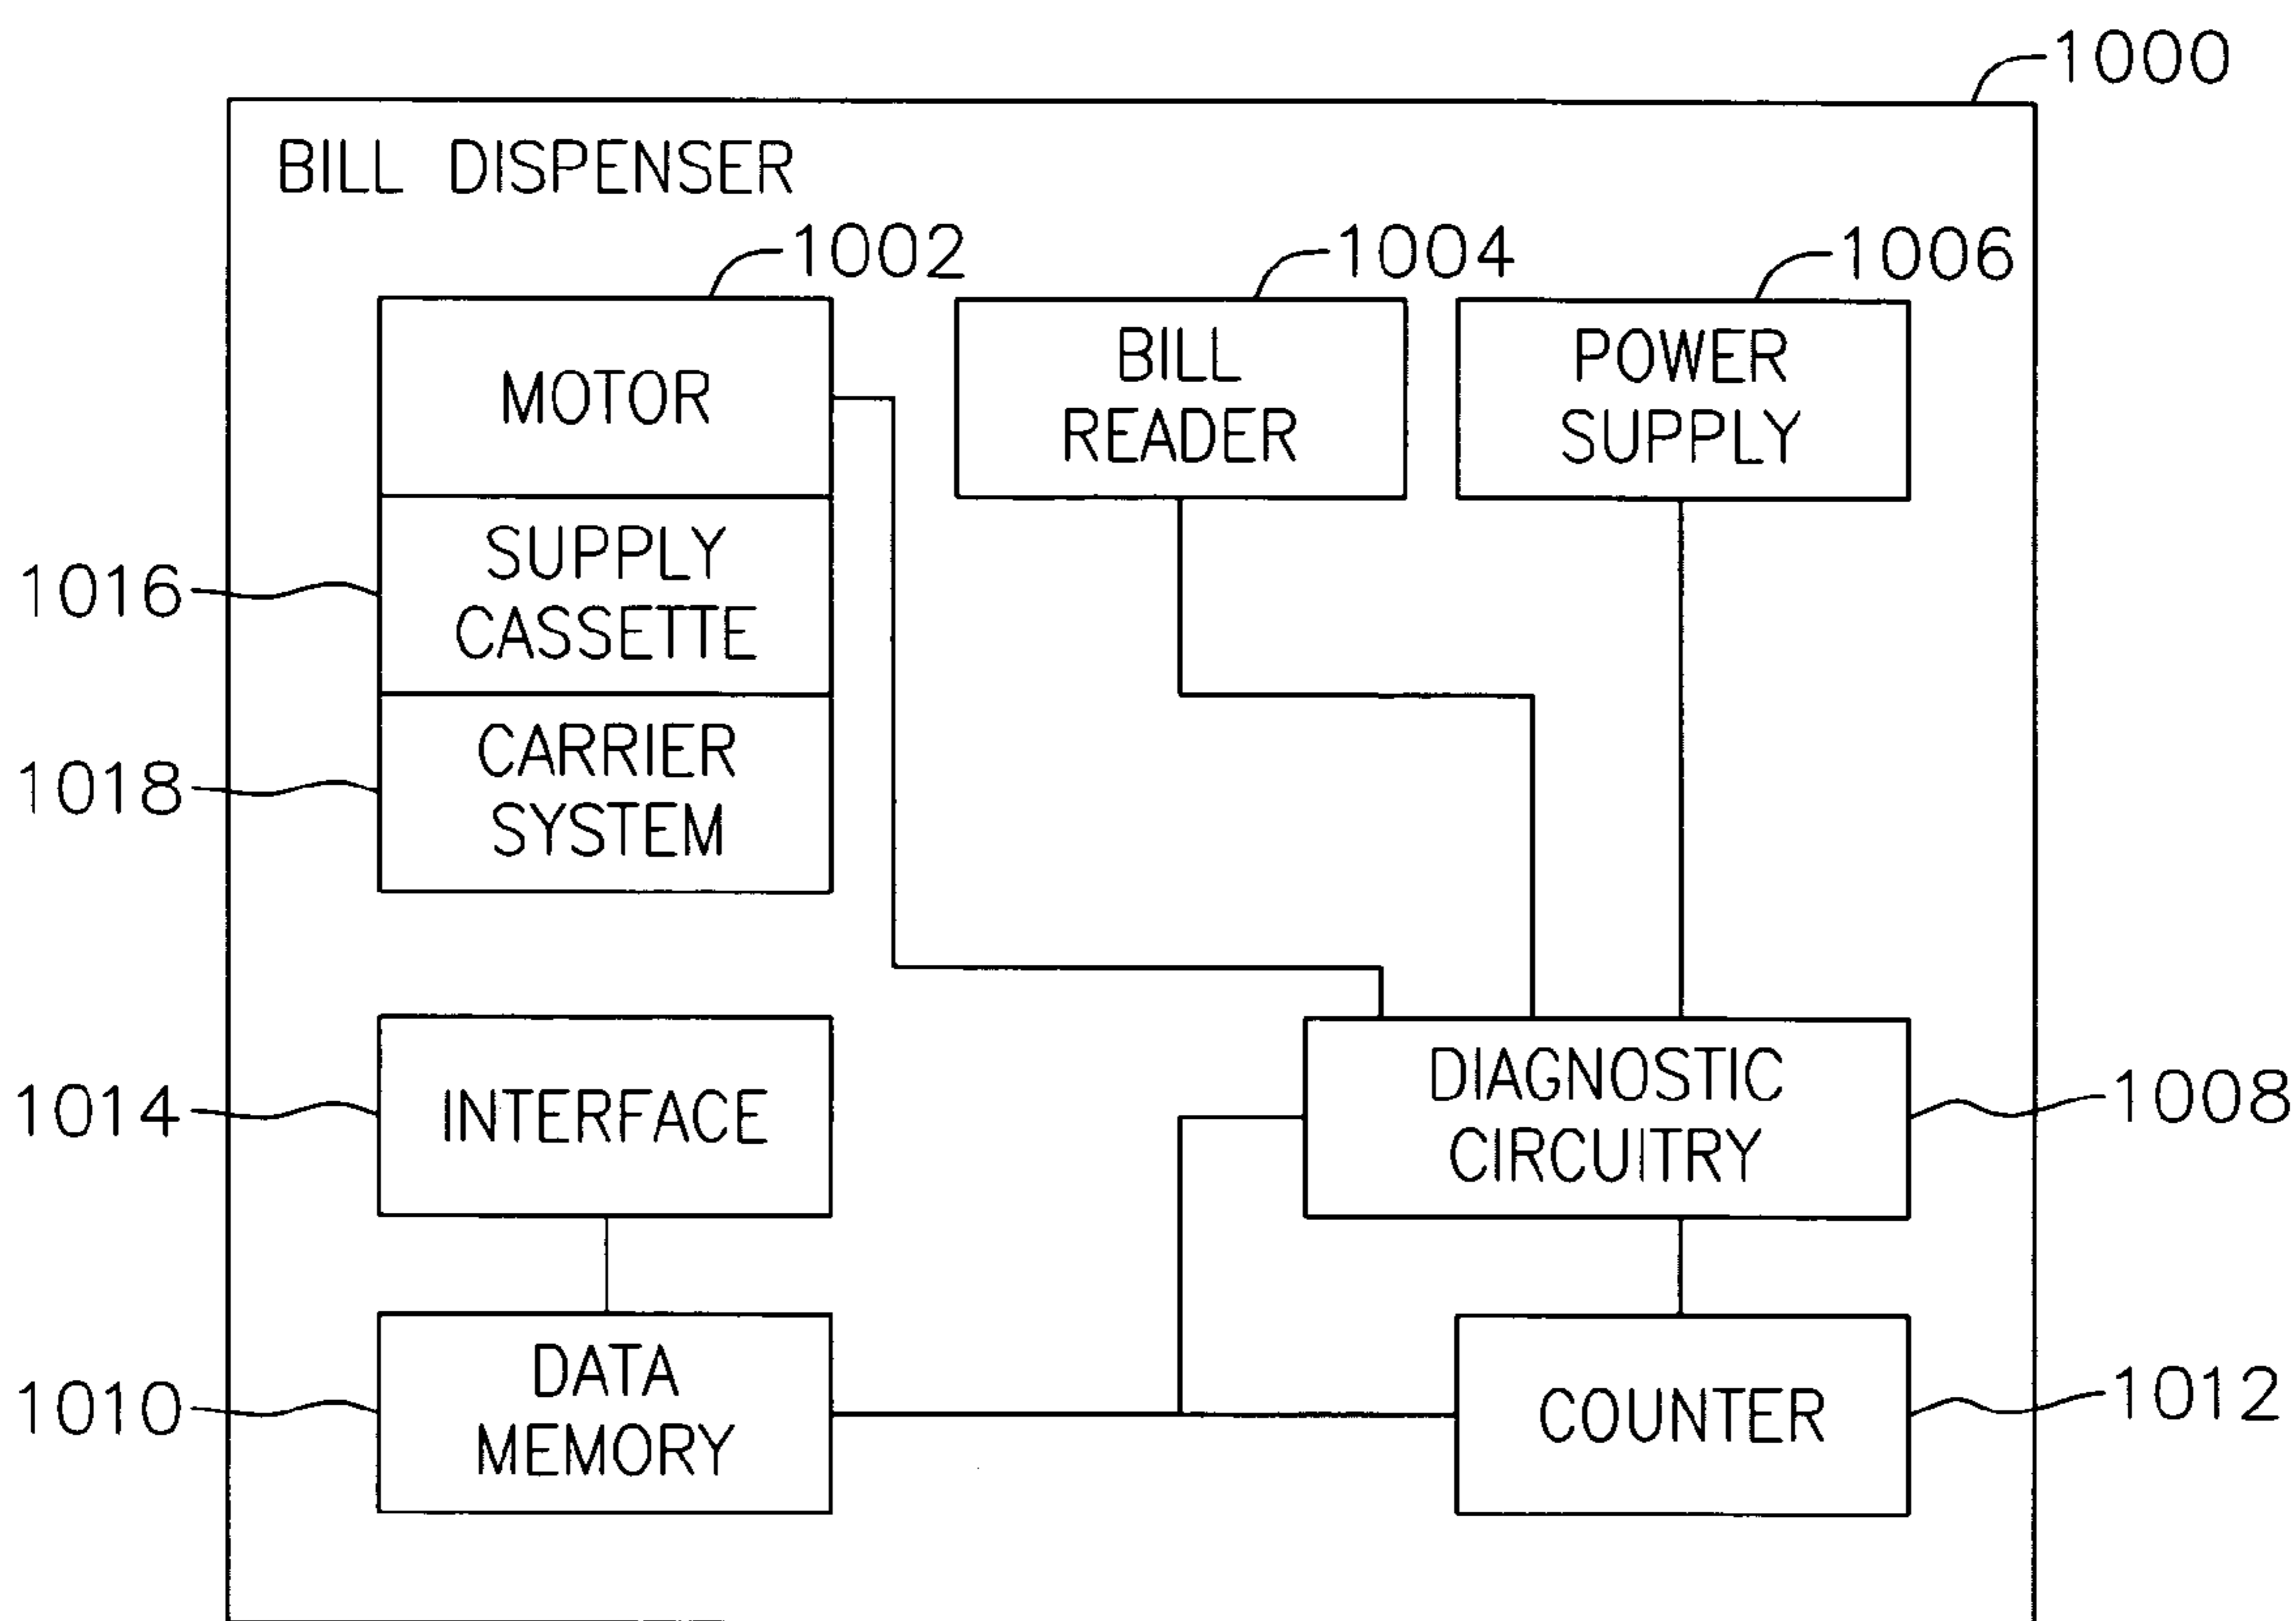 1000
BILL DISPENSER
1002
1004
1006
MOTOR
BILL
READER
POWER
SUPPLY
1016
SUPPLY
CASSETTE
1018
CARRIER
SYSTEM
1014
INTERFACE
DIAGNOSTIC
CIRCUITRY
1008
1010
DATA
MEMORY
COUNTER
1012